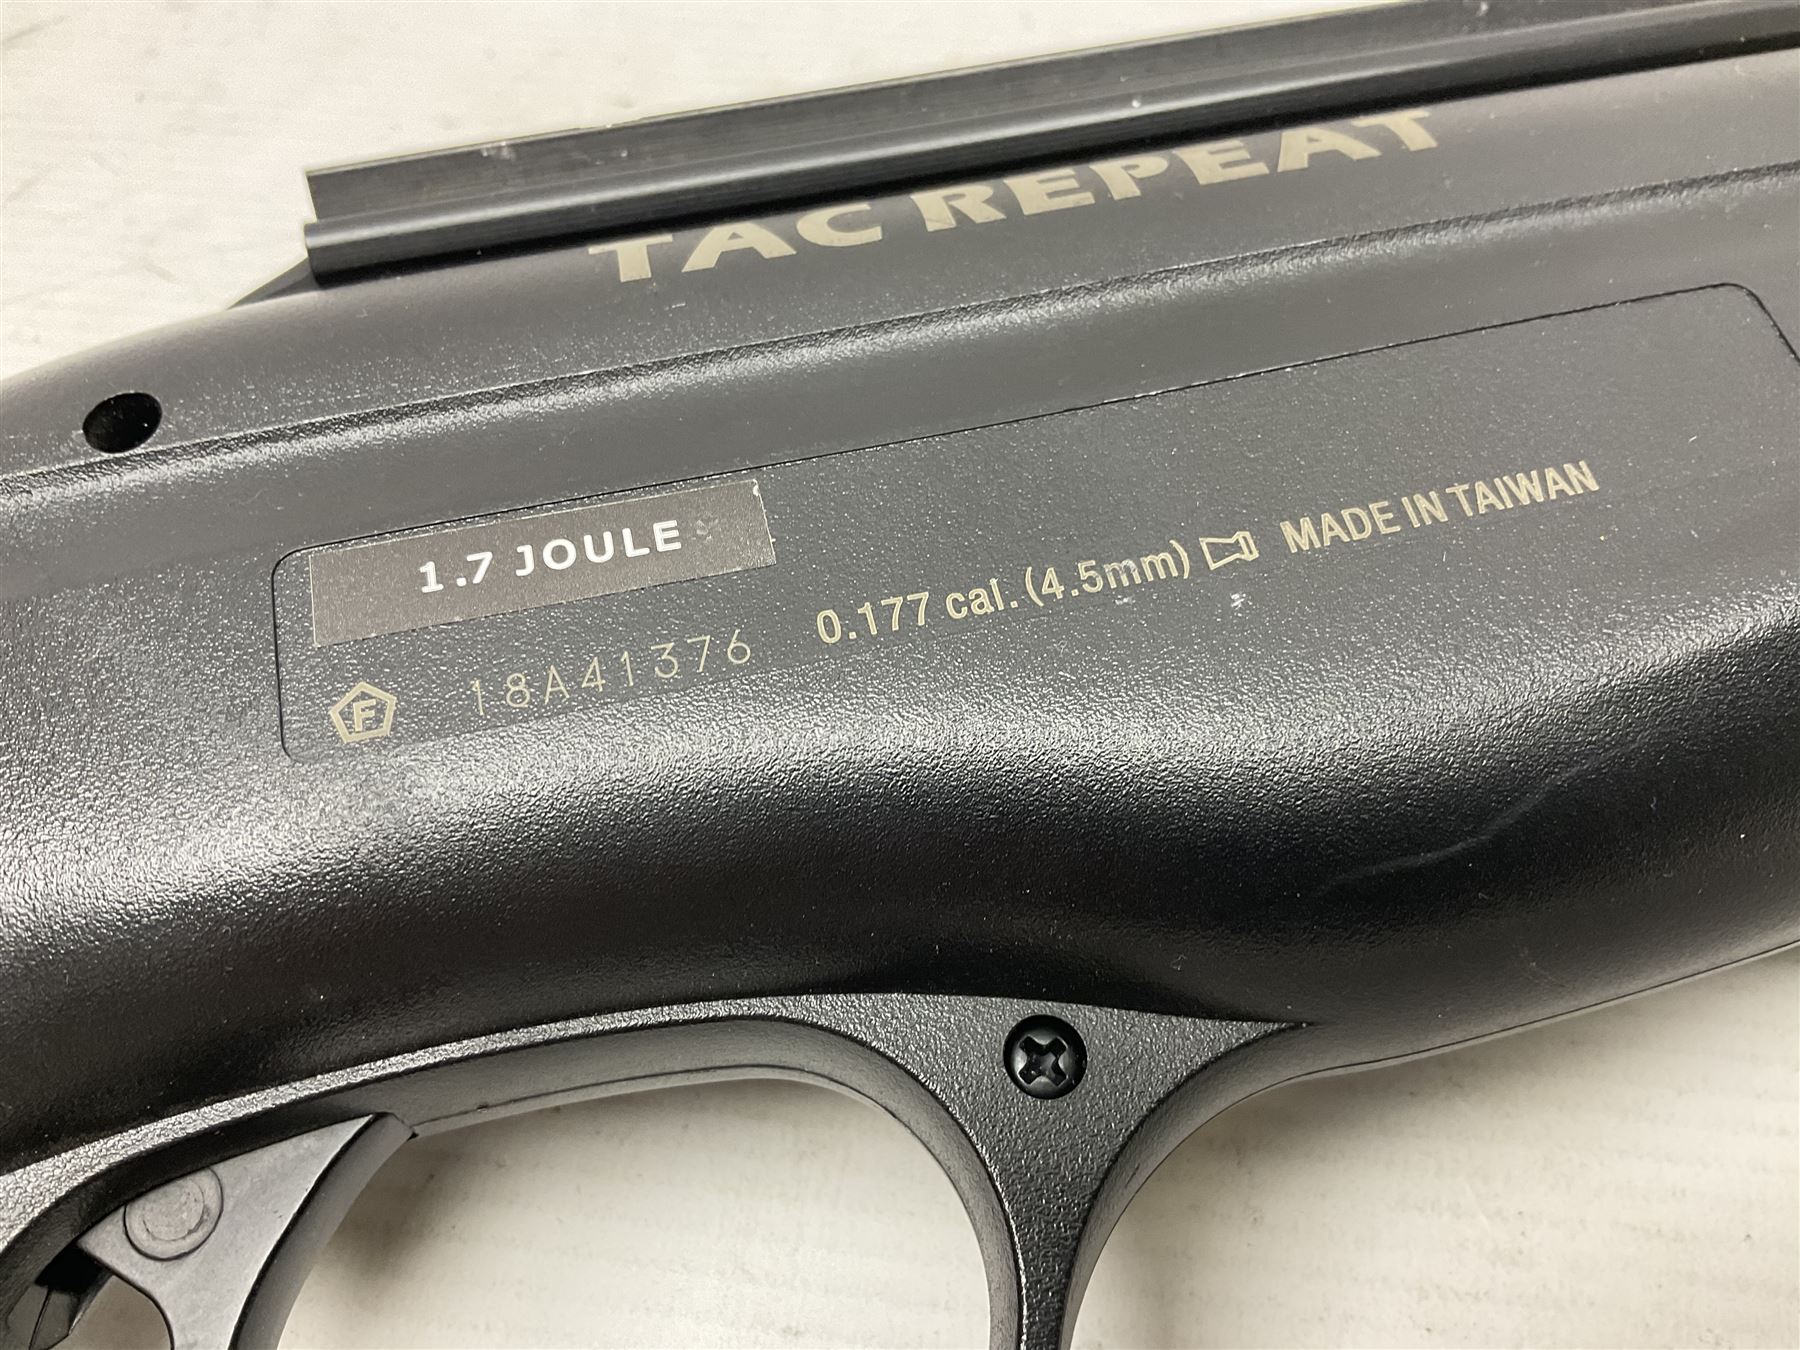 TAC REPEAT
1.7 JOULE
F 18A41376
0.177 cal. (4.5mm) MADE IN TAIWAN